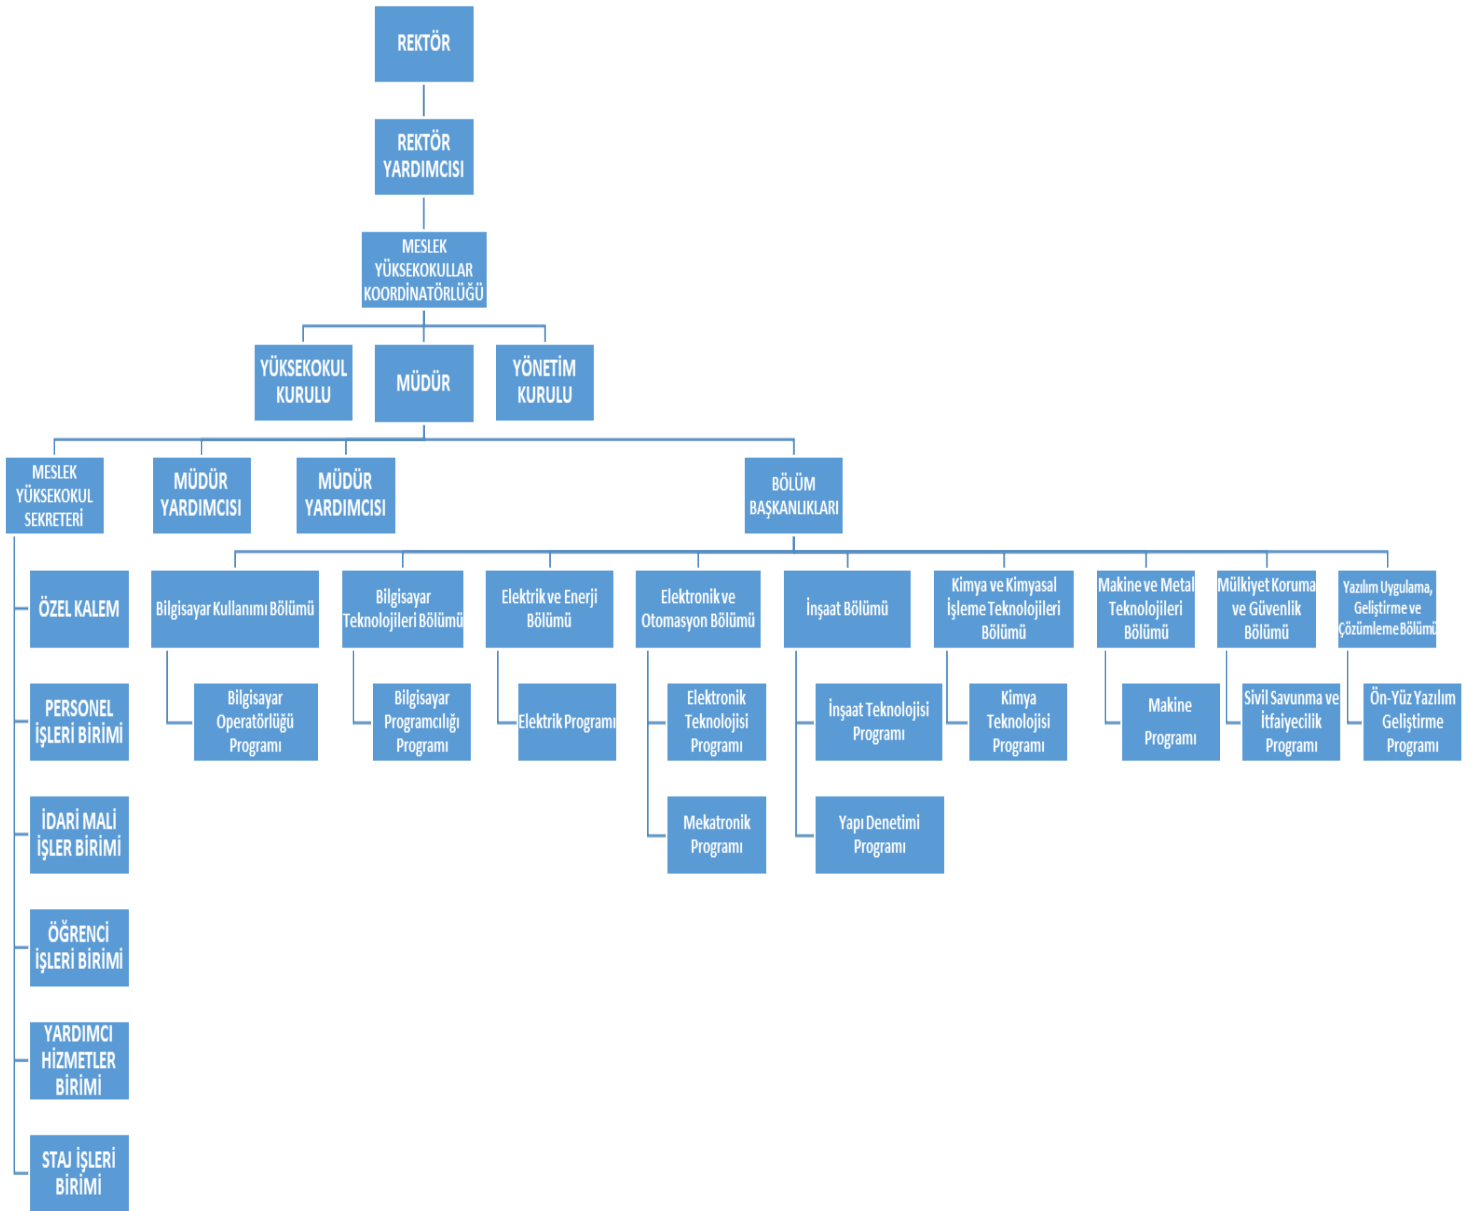 REKTÖR
REKTÖR
YARDIMCISI
MESLEK
YÜKSEKOKULLAR
KOORDİNATÖRLÜĞÜ
YÜKSEKOKUL
KURULU
MÜDÜR
YÖNETİM
KURULU
MESLEK
YÜKSEKOKUL
SEKRETERİ
MÜDÜR
YARDIMCISI
MÜDÜR
YARDIMCISI
BÖLÜM
BAŞKANLIKLARI
ÖZEL KALEM
PERSONEL
İŞLERİ BİRİMİ
İDARİ MALİ
İŞLER BİRİMİ
ÖĞRENCİ
İŞLERİ BİRİMİ
YARDIMCI
HİZMETLER
BİRİMİ
STAJ İŞLERİ
BİRİMİ
Bilgisayar Kullanımı Bölümü
Bilgisayar
Operatörlüğü
Programı
Bilgisayar
Teknolojileri Bölümü
Bilgisayar
Programcılığı
Programı
Elektrik ve Enerji
Bölümü
Elektrik Programı
Elektronik ve
Otomasyon Bölümü
Elektronik
Teknolojisi
Programı
Mekatronik
Programı
İnşaat Bölümü
İnşaat Teknolojisi
Programı
Yapı Denetimi
Programı
Kimya ve Kimyasal
İşleme Teknolojileri
Bölümü
Kimya
Teknolojisi
Programı
Makine ve Metal
Teknolojileri
Bölümü
Makine
Programı
Mülkiyet Koruma
ve Güvenlik
Bölümü
Sivil Savunma ve
İtfaiyecilik
Programı
Yazılım Uygulama,
Geliştirme ve
Çözümleme Bölümü
Ön-Yüz Yazılım
Geliştirme
Programı